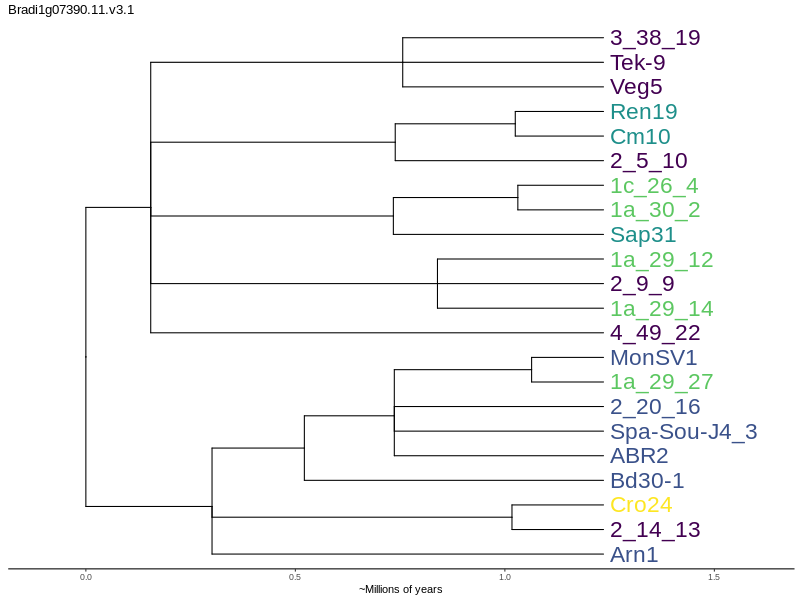 Bradi1g07390.11.v3.1
3_38_19
Tek-9
Veg5
Ren19
Cm10
2_5_10
1c_26_4
1a_30_2
Sap31
1a_29_12
2_9_9
1a_29_14
4_49_22
MonSV1
1a_29_27
2_20_16
Spa-Sou-J4_3
ABR2
Bd30-1
Cro24
2_14_13
Arn1
0.0 0.5 1.0 1.5
~Millions of years